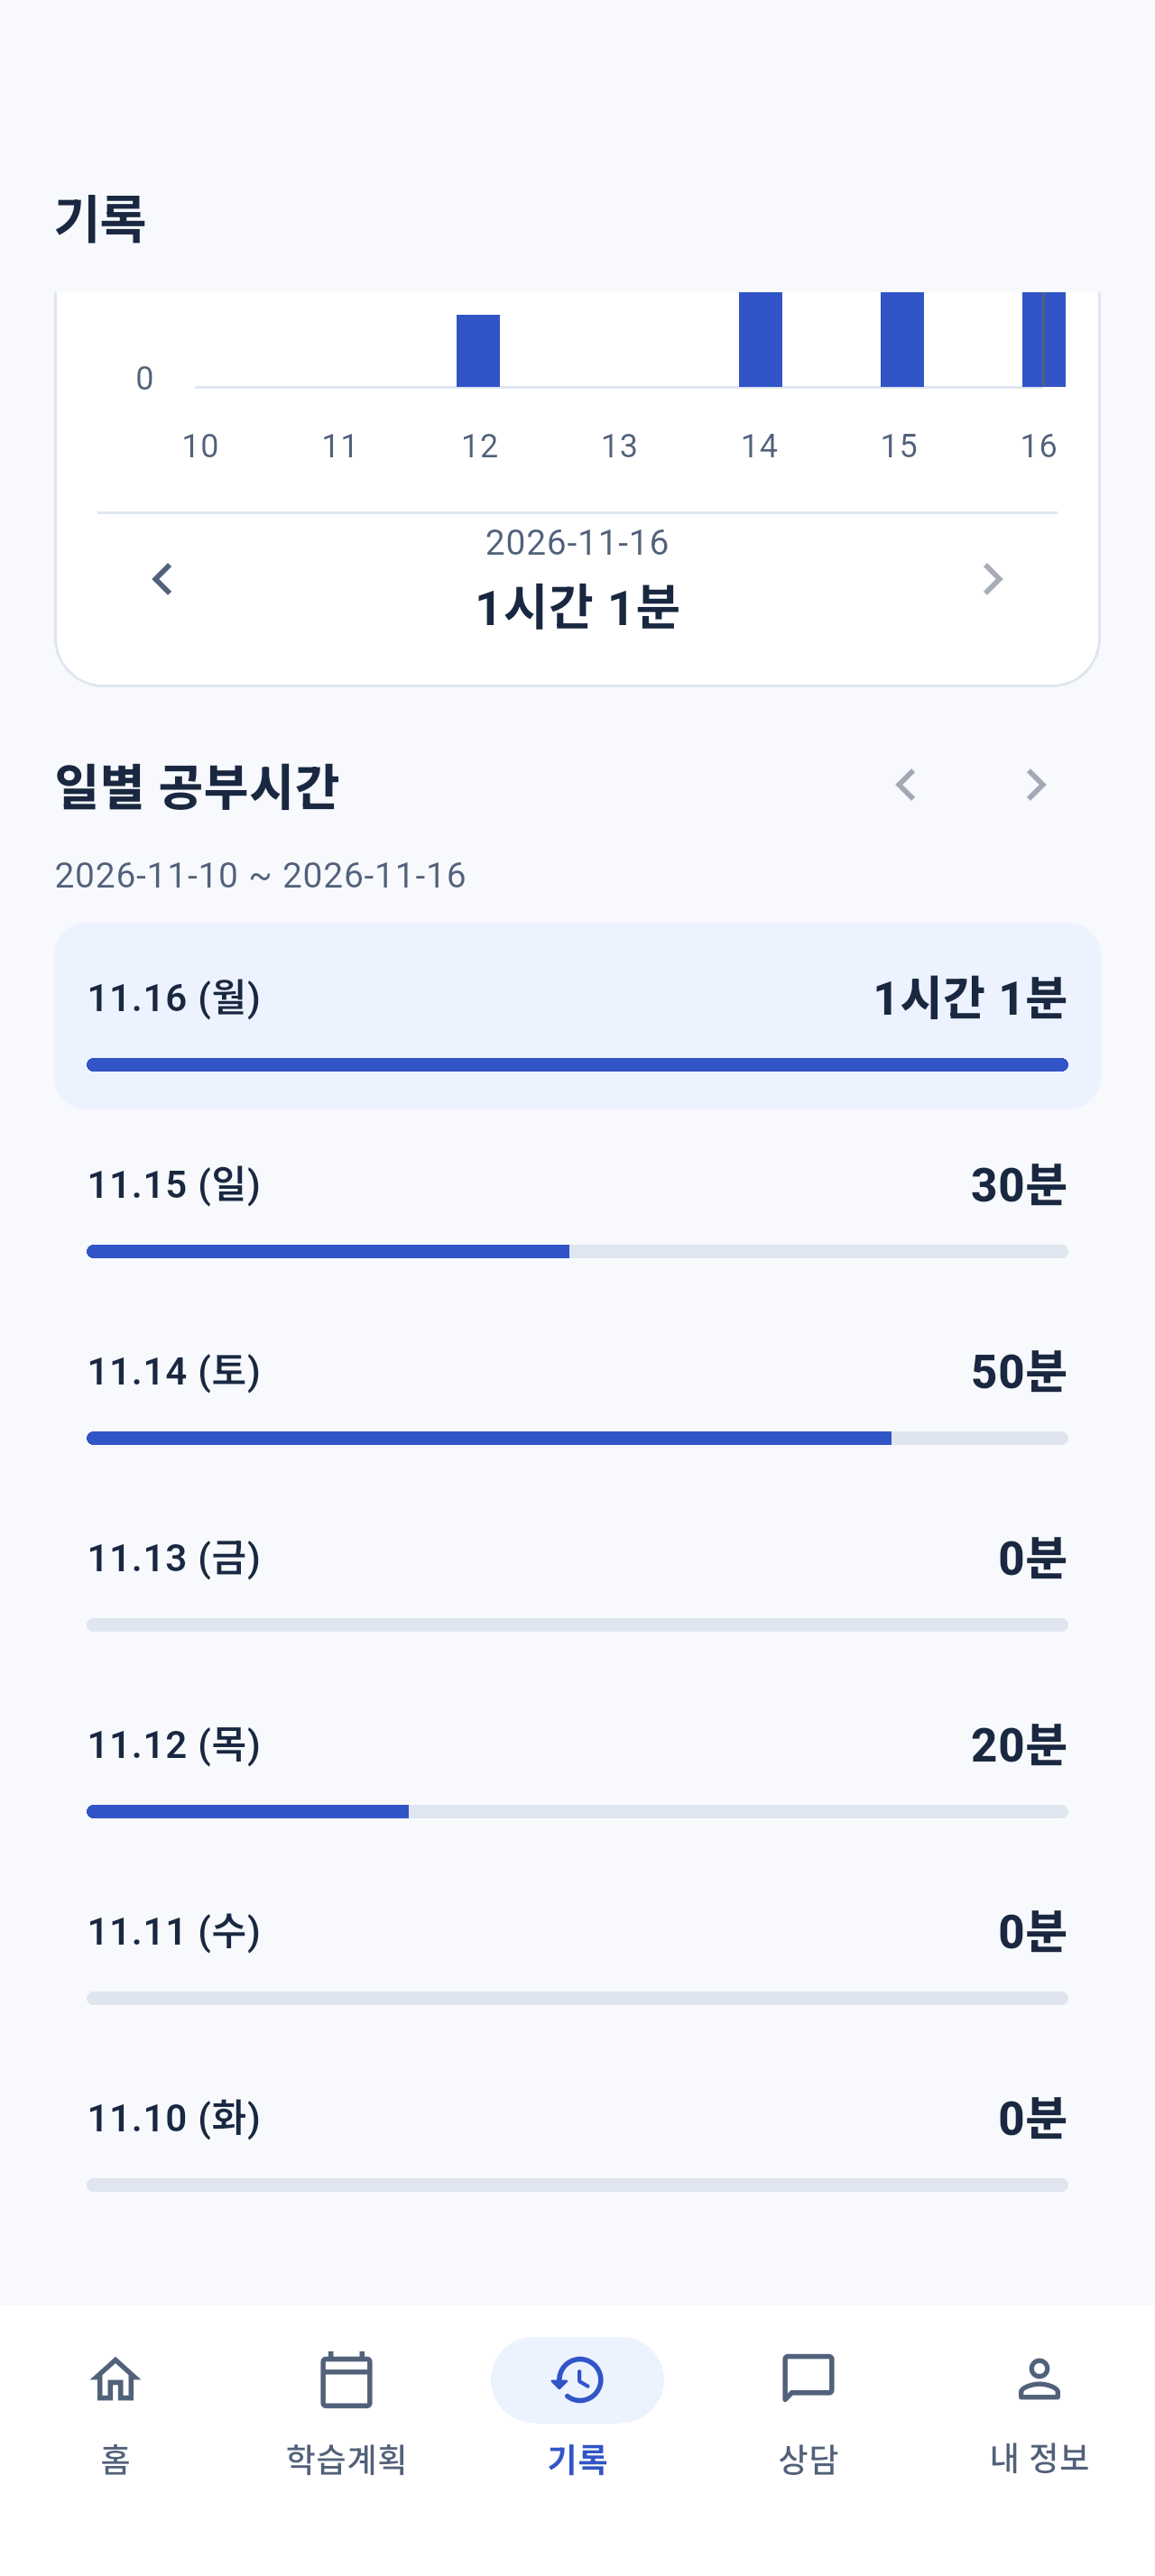 기록
0
10 11 12 13 14 15 16
2026-11-16
1시간 1분
일별 공부시간
2026-11-10 ~ 2026-11-16
11.16 (월) 1시간 1분
11.15 (일) 30분
11.14 (토) 50분
11.13 (금) 0분
11.12 (목) 20분
11.11 (수) 0분
11.10 (화) 0분
홈 학습계획 기록 상담 내 정보